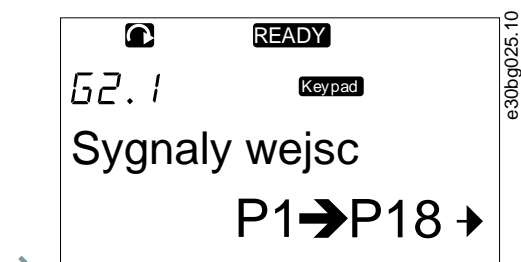 READY
G2.1
Keypad
Sygnaly wejsc
P1➔P18
e30bg025.10